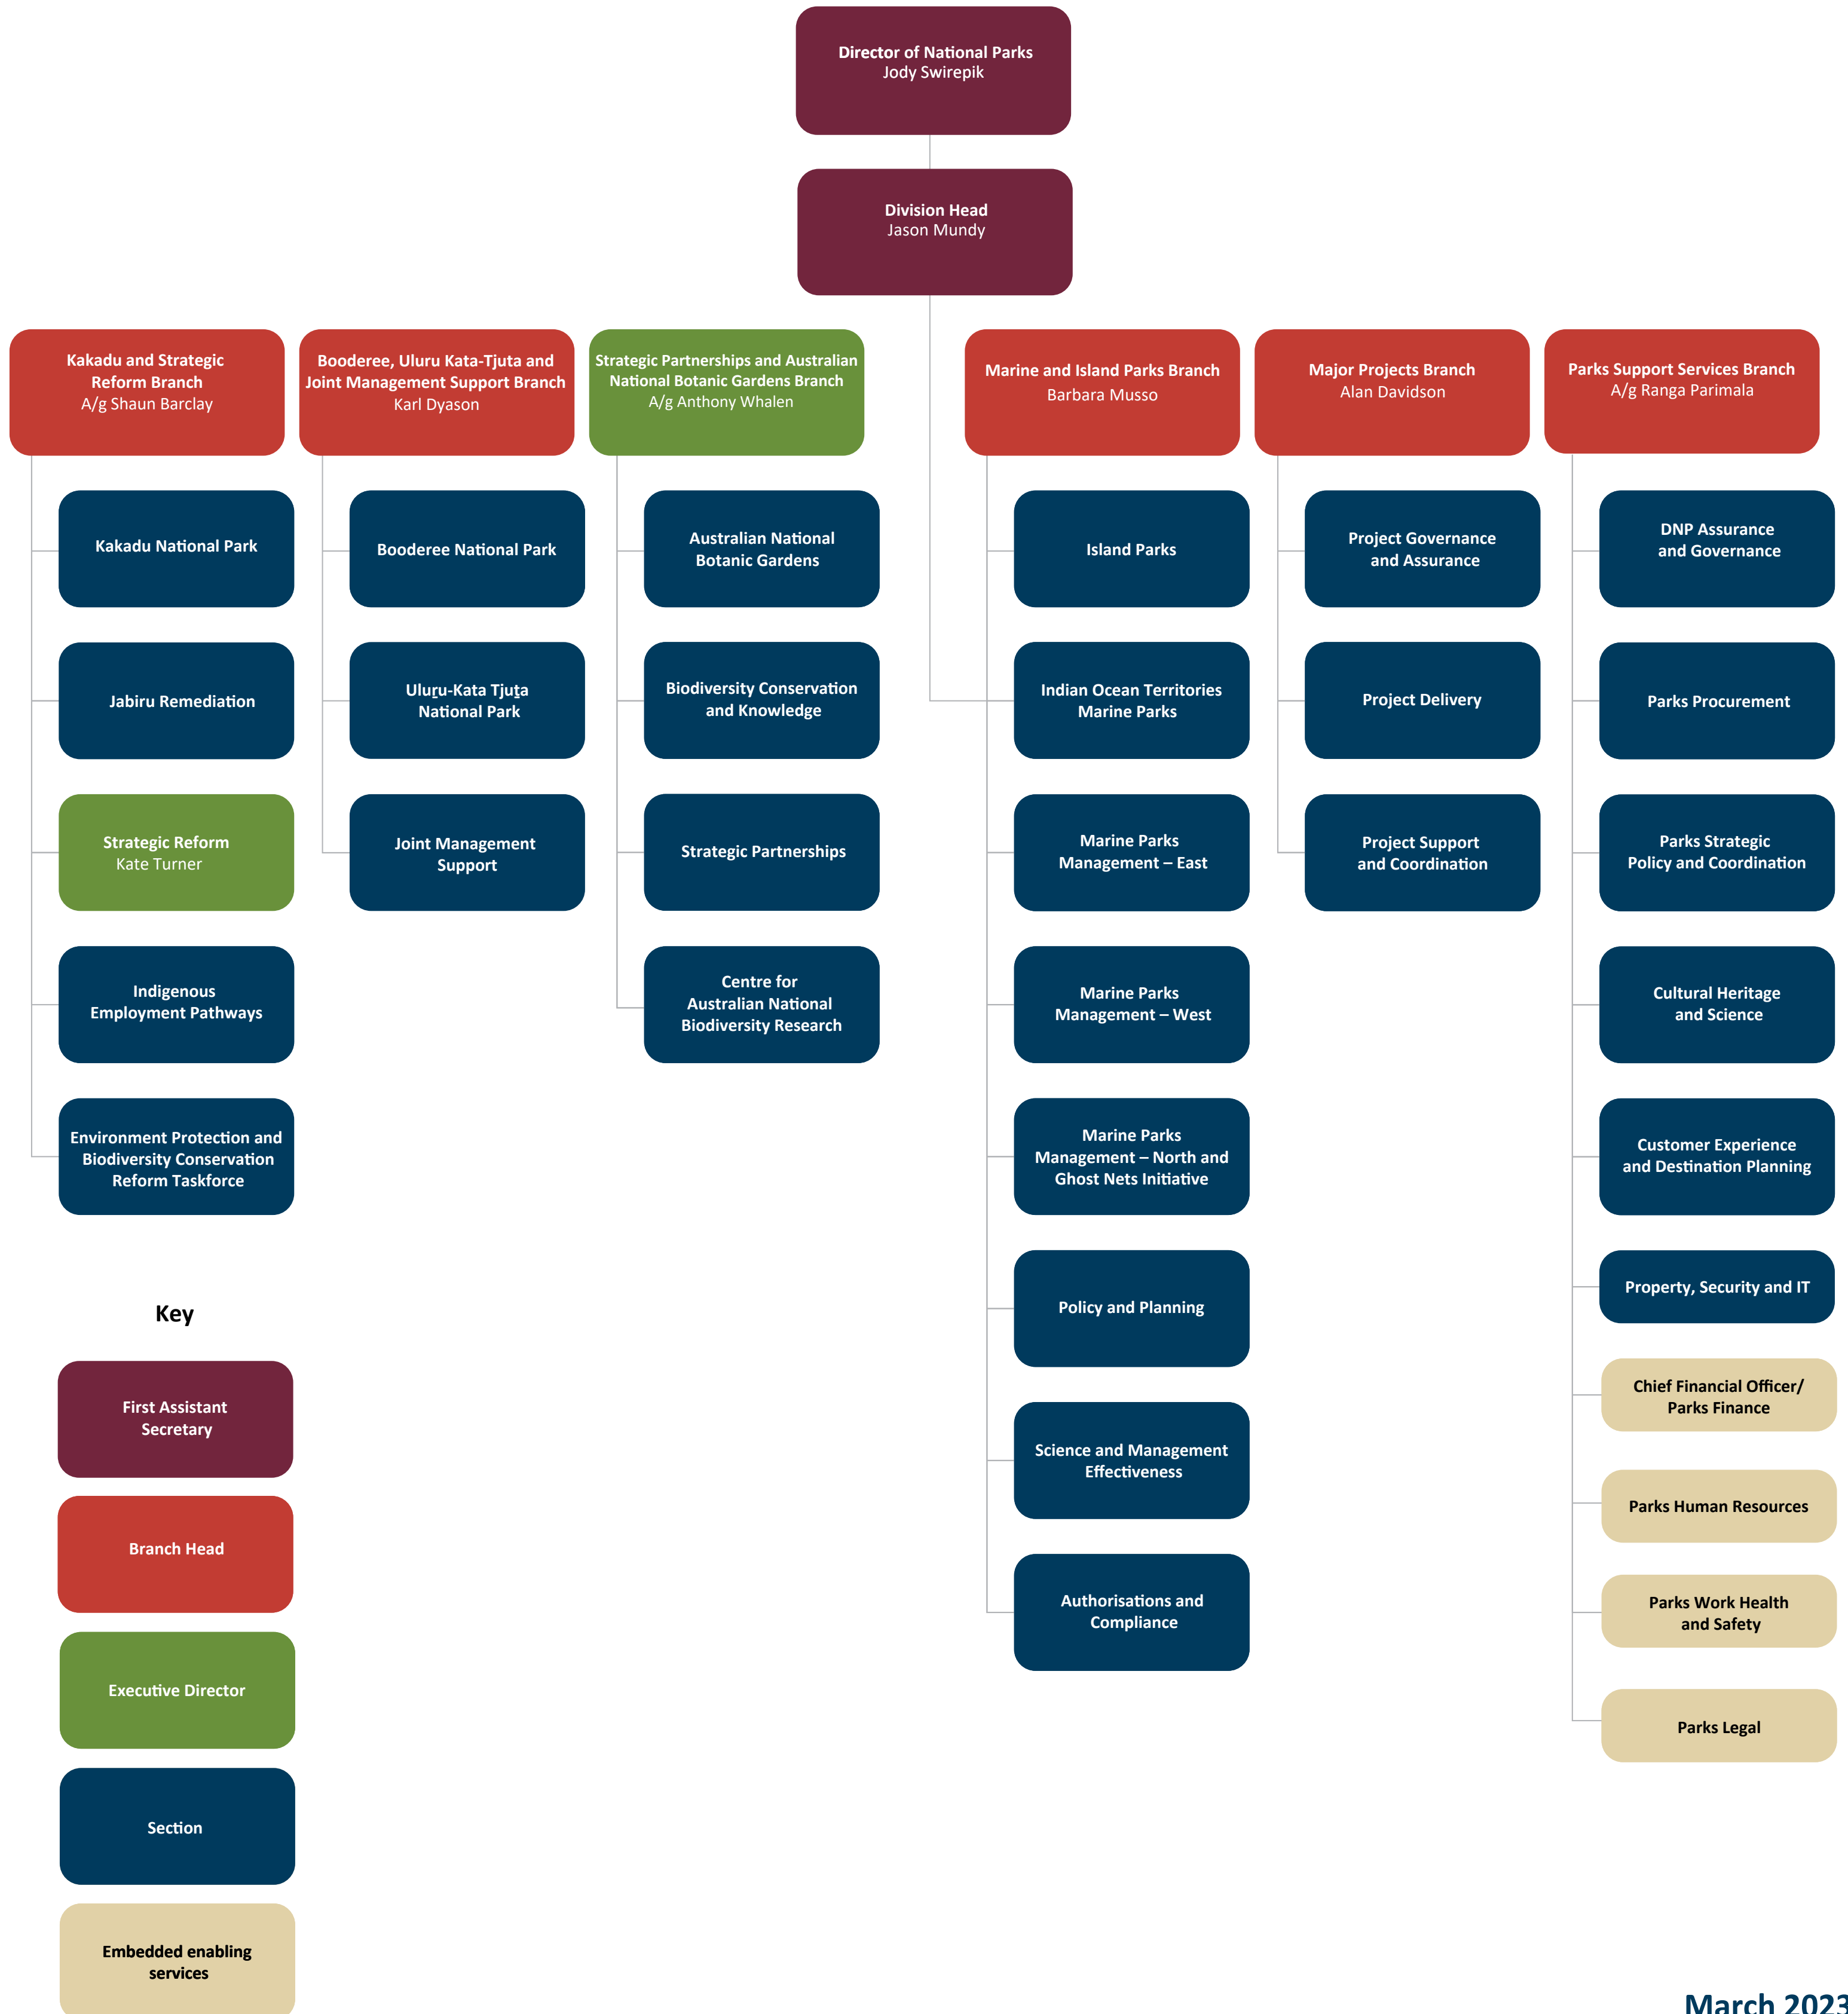 Director of National Parks
Jody Swirepik
Division Head
Jason Mundy
Kakadu and Strategic
Reform Branch
A/g Shaun Barclay
Booderee, Uluru Kata-Tjuta and
Joint Management Support Branch
Karl Dyason
Strategic Partnerships and Australian
National Botanic Gardens Branch
A/g Anthony Whalen
Marine and Island Parks Branch
Barbara Musso
Major Projects Branch
Alan Davidson
Parks Support Services Branch
A/g Ranga Parimala
Kakadu National Park
Jabiru Remediation
Strategic Reform
Kate Turner
Indigenous
Employment Pathways
Environment Protection and
Biodiversity Conservation
Reform Taskforce
Booderee National Park
Uluṟu-Kata Tjuṯa
National Park
Joint Management
Support
Australian National
Botanic Gardens
Biodiversity Conservation
and Knowledge
Strategic Partnerships
Centre for
Australian National
Biodiversity Research
Island Parks
Indian Ocean Territories
Marine Parks
Marine Parks
Management – East
Marine Parks
Management – West
Marine Parks
Management – North and
Ghost Nets Initiative
Policy and Planning
Science and Management
Effectiveness
Authorisations and
Compliance
Project Governance
and Assurance
Project Delivery
Project Support
and Coordination
DNP Assurance
and Governance
Parks Procurement
Parks Strategic
Policy and Coordination
Cultural Heritage
and Science
Customer Experience
and Destination Planning
Property, Security and IT
Chief Financial Officer/
Parks Finance
Parks Human Resources
Parks Work Health
and Safety
Parks Legal
Key
First Assistant
Secretary
Branch Head
Executive Director
Section
Embedded enabling
services
March 2023